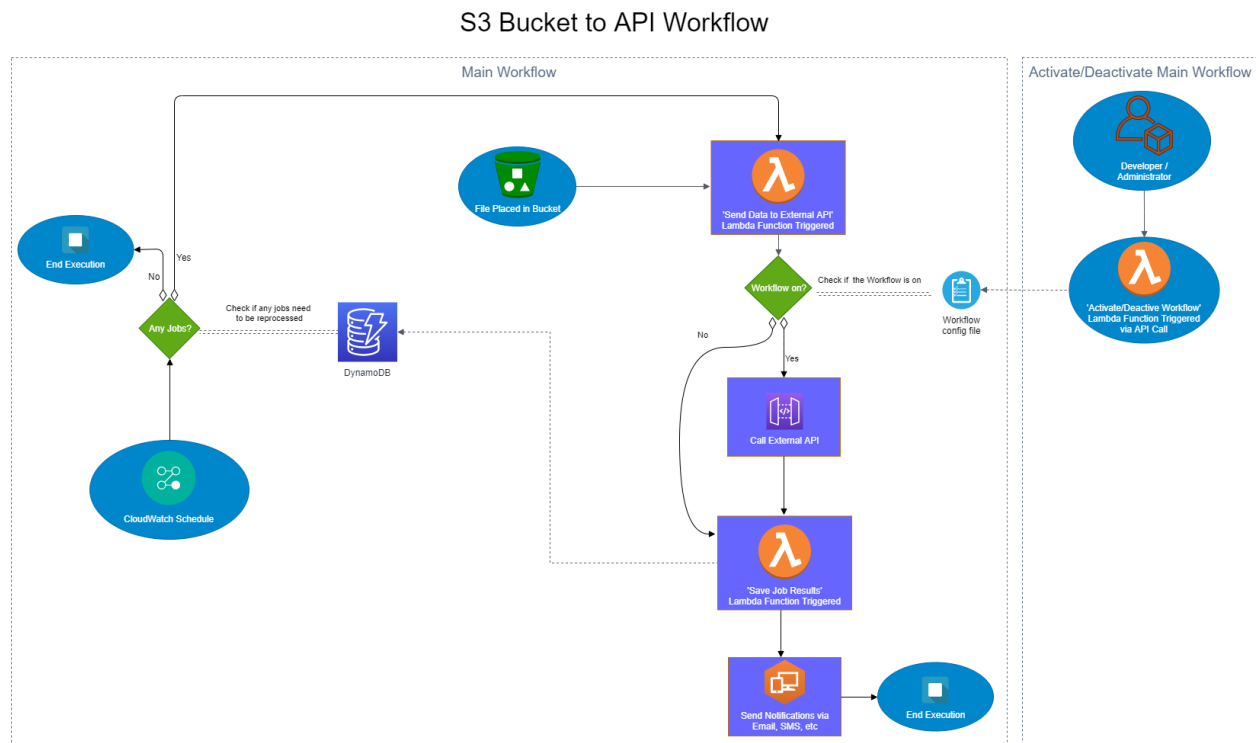 S3 Bucket to API Workflow
Main Workflow
Activate/Deactivate Main Workflow
Developer /
Administrator
File Placed in Bucket
'Send Data to External API'
Lambda Function Triggered
End Execution
No
Yes
Any Jobs?
Check if any jobs need
to be reprocessed
DynamoDB
Workflow on?
Check if the Workflow is on
Workflow
config file
'Activate/Deactive Workflow'
Lambda Function Triggered
via API Call
No
Yes
Call External API
CloudWatch Schedule
'Save Job Results'
Lambda Function Triggered
Send Notifications via
Email, SMS, etc
End Execution